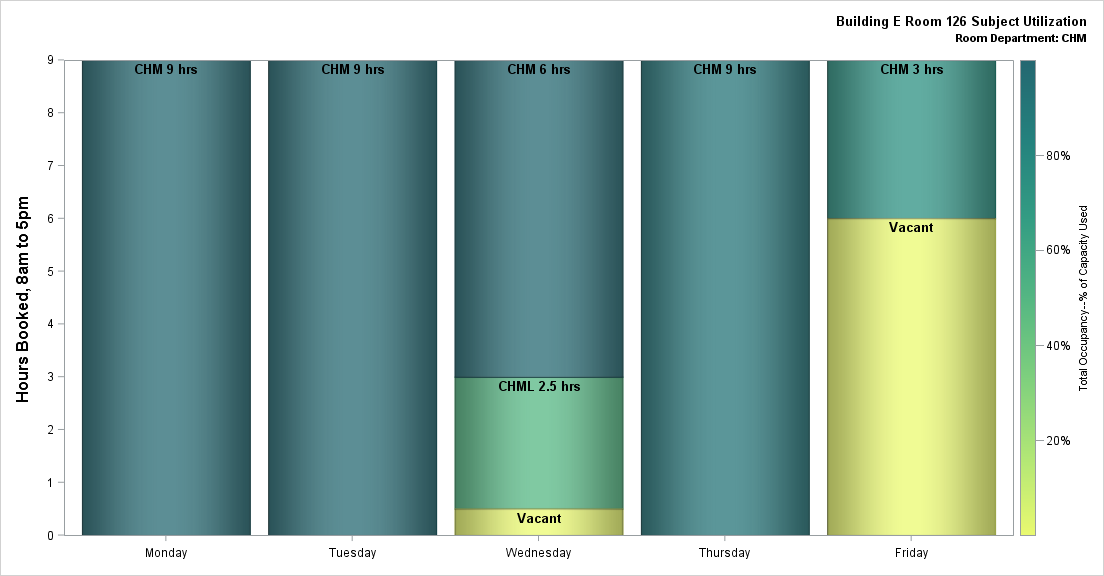 Building E Room 126 Subject Utilization
Room Department: CHM
Hours Booked, 8am to 5pm
9
8
7
6
5
4
3
2
1
0
CHM 9 hrs
CHM 9 hrs
CHM 6 hrs
CHML 2.5 hrs
Vacant
CHM 9 hrs
CHM 3 hrs
Vacant
Monday
Tuesday
Wednesday
Thursday
Friday
80%
60%
40%
20%
Total Occupancy--% of Capacity Used